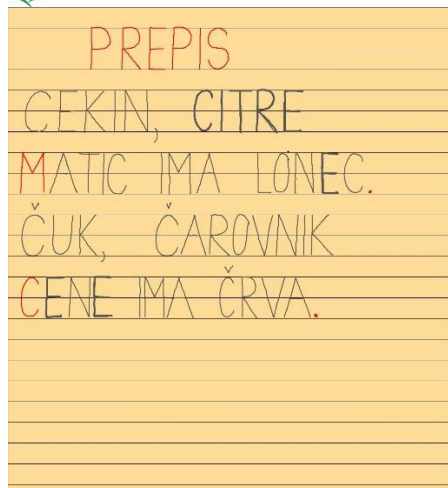 PREPIS
CEKIN, CITRE
MATIC IMA LONEC.
ČUK, ČAROVNIK
CENE IMA ČRVA.